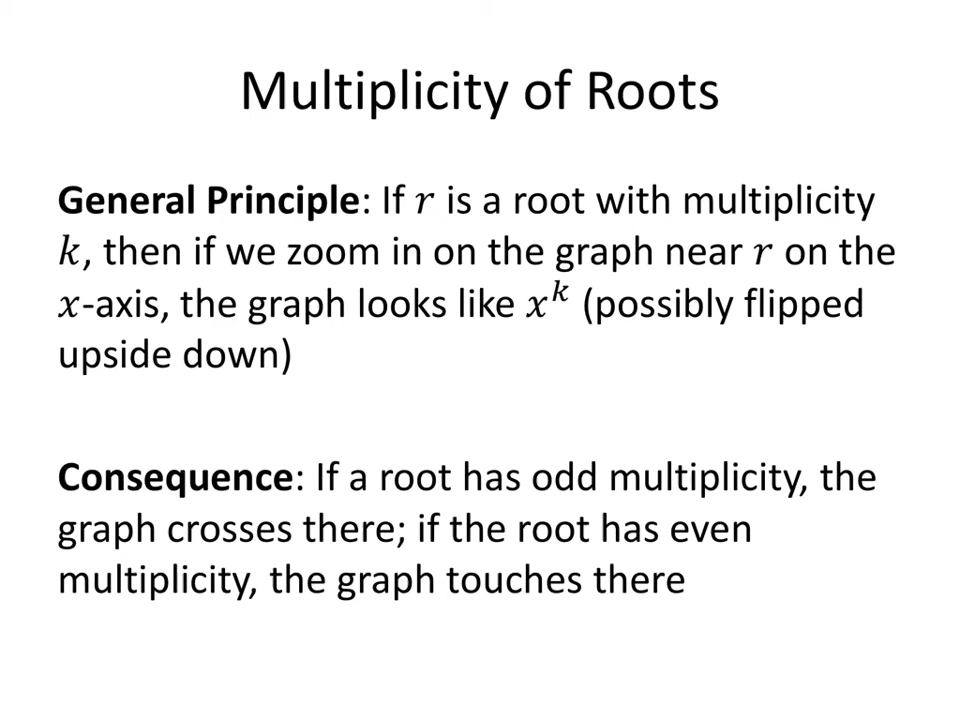 Multiplicity of Roots
General Principle: If r is a root with multiplicity
k, then if we zoom in on the graph near r on the
x-axis, the graph looks like x^k (possibly flipped
upside down)
Consequence: If a root has odd multiplicity, the
graph crosses there; if the root has even
multiplicity, the graph touches there